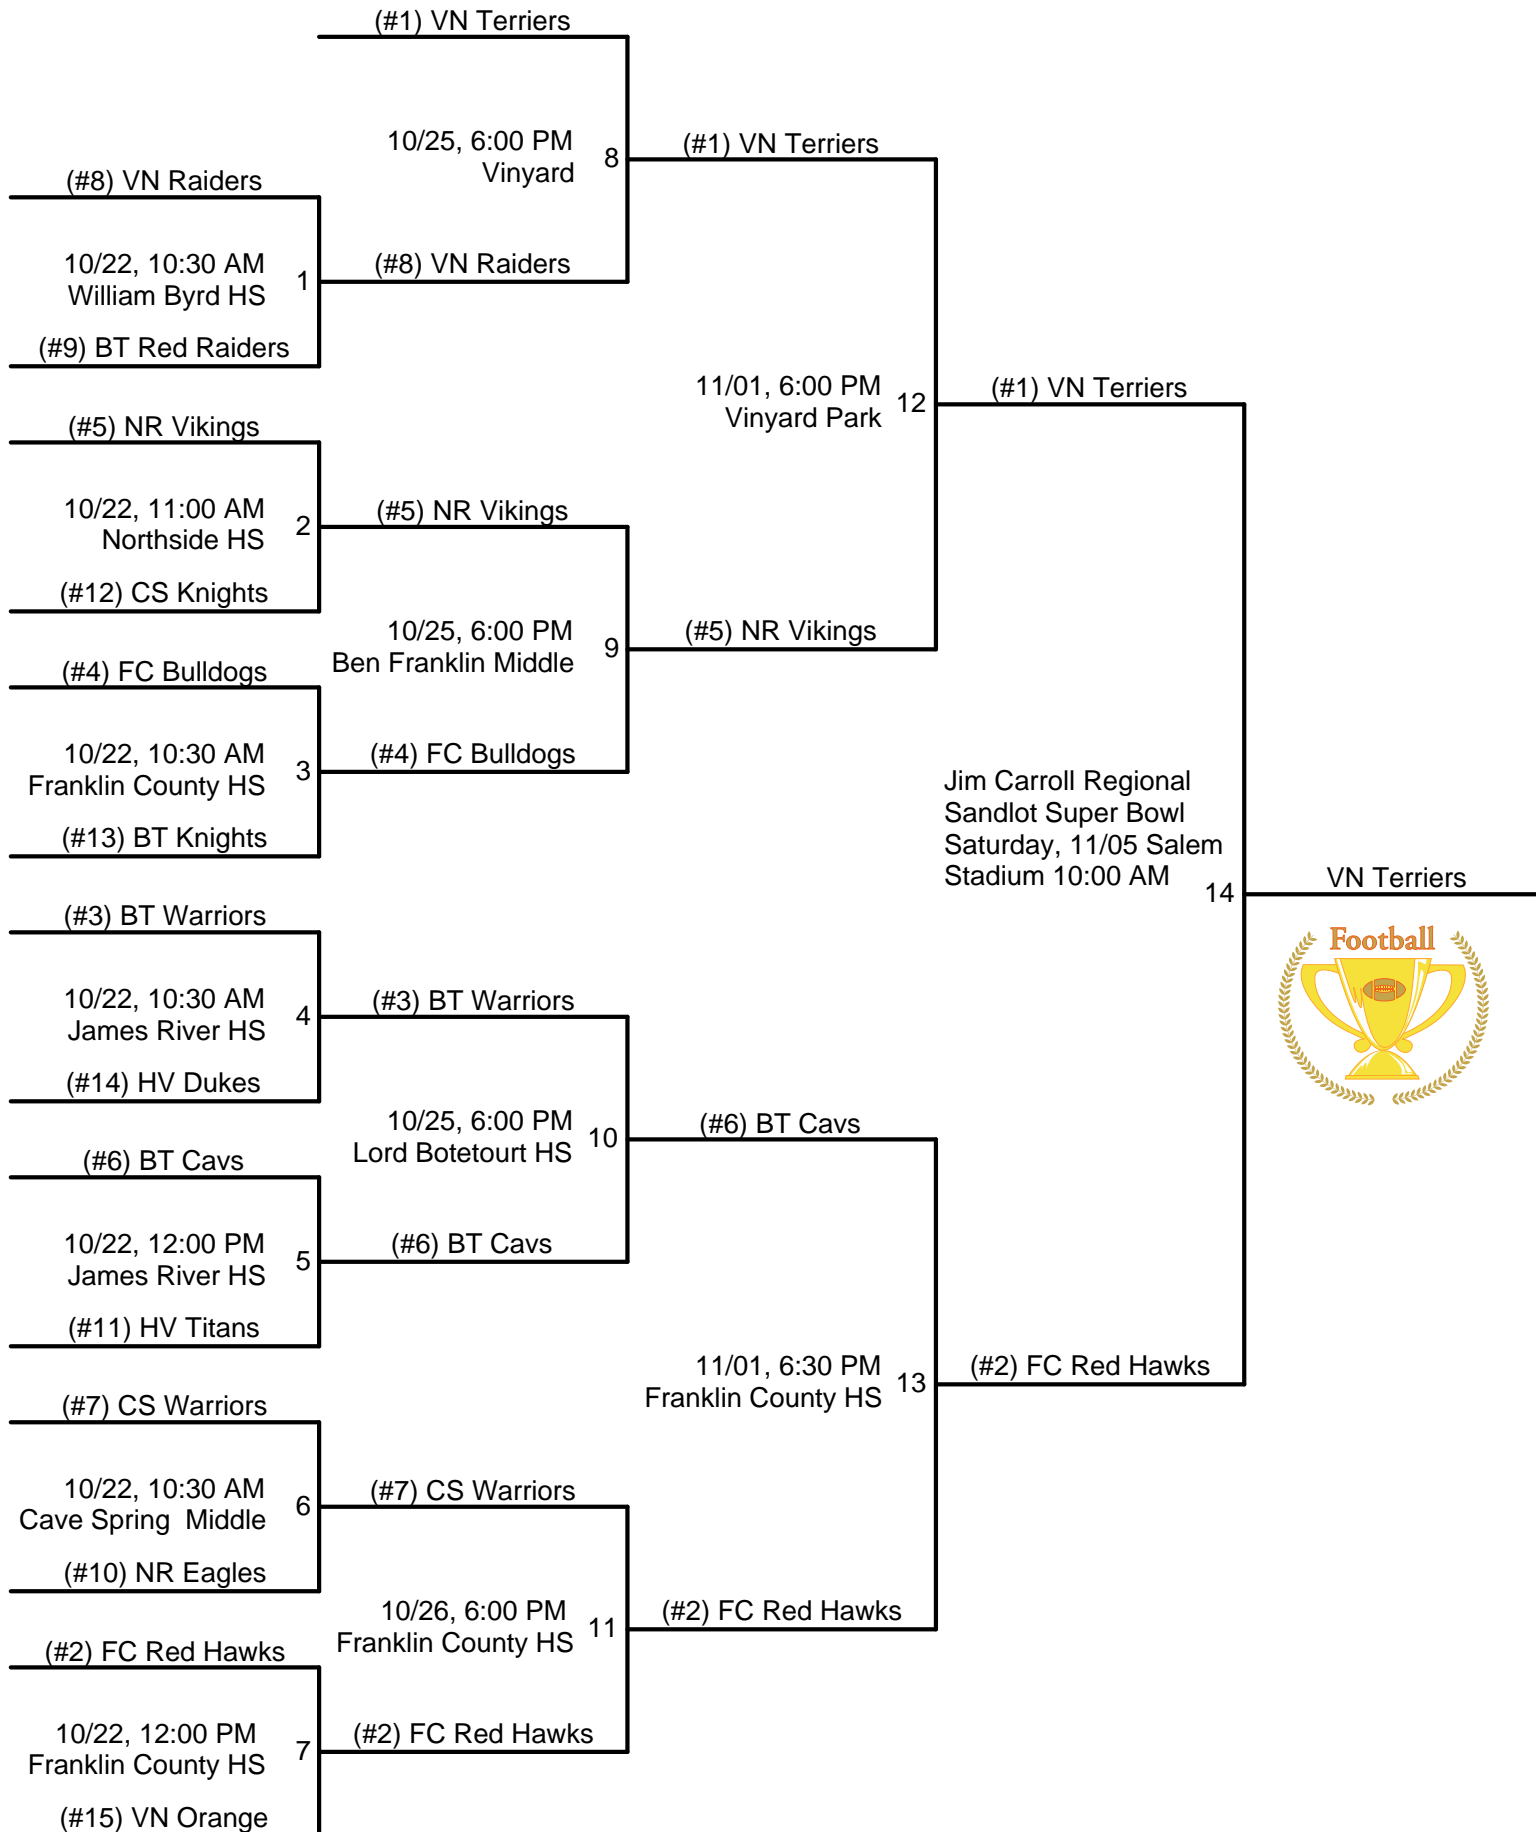 (#1) VN Terriers
10/25, 6:00 PM
Vinyard
8
(#1) VN Terriers
(#8) VN Raiders
10/22, 10:30 AM
William Byrd HS
1
(#8) VN Raiders
(#9) BT Red Raiders
11/01, 6:00 PM
Vinyard Park
12
(#1) VN Terriers
(#5) NR Vikings
10/22, 11:00 AM
Northside HS
2
(#5) NR Vikings
(#12) CS Knights
10/25, 6:00 PM
Ben Franklin Middle
9
(#5) NR Vikings
(#4) FC Bulldogs
10/22, 10:30 AM
Franklin County HS
3
(#4) FC Bulldogs
(#13) BT Knights
Jim Carroll Regional
Sandlot Super Bowl
Saturday, 11/05 Salem
Stadium 10:00 AM
14
VN Terriers
Football
(#3) BT Warriors
10/22, 10:30 AM
James River HS
4
(#3) BT Warriors
(#14) HV Dukes
10/25, 6:00 PM
Lord Botetourt HS
10
(#6) BT Cavs
(#6) BT Cavs
10/22, 12:00 PM
James River HS
5
(#6) BT Cavs
(#11) HV Titans
11/01, 6:30 PM
Franklin County HS
13
(#2) FC Red Hawks
(#7) CS Warriors
10/22, 10:30 AM
Cave Spring  Middle
6
(#7) CS Warriors
(#10) NR Eagles
10/26, 6:00 PM
Franklin County HS
11
(#2) FC Red Hawks
(#2) FC Red Hawks
10/22, 12:00 PM
Franklin County HS
7
(#2) FC Red Hawks
(#15) VN Orange